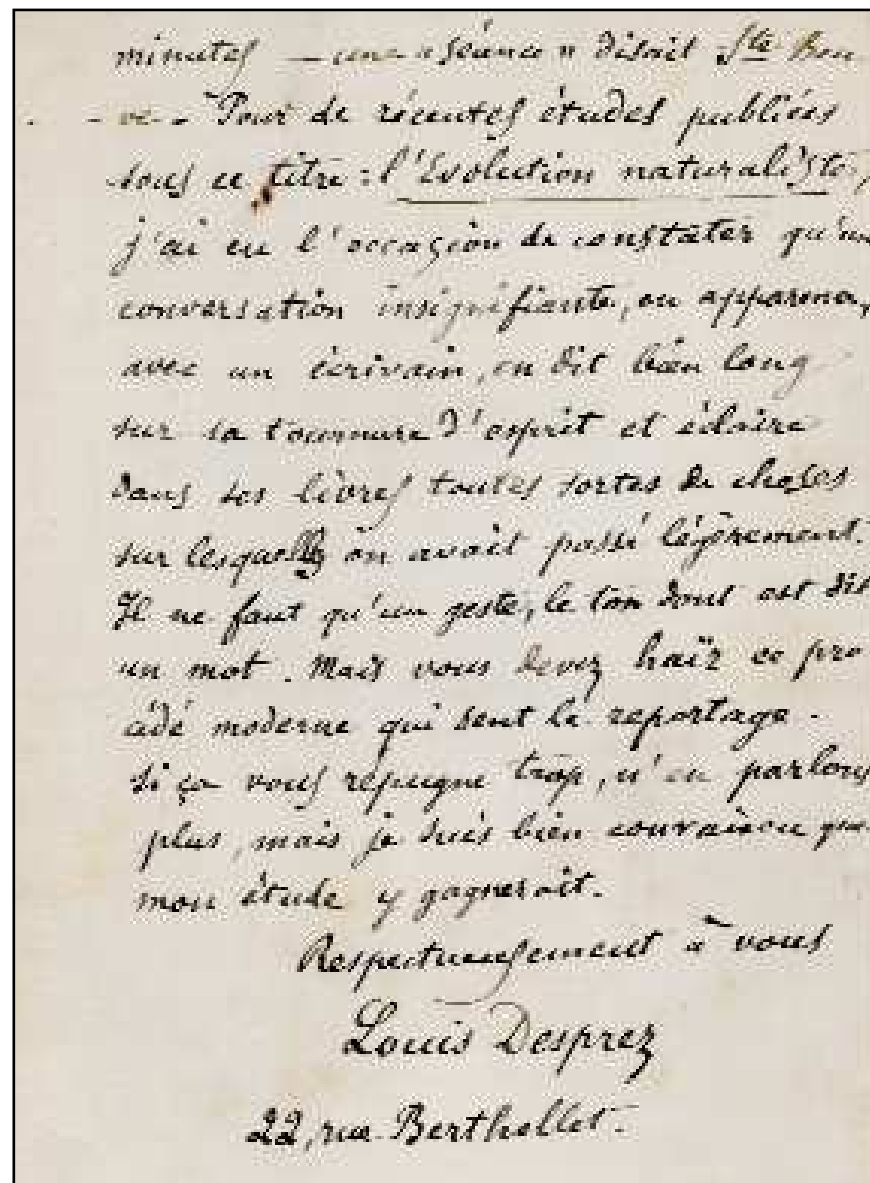 minutes — une « séance » disait Ste Beu-
-ve – Pour de récentes études publiées
sous ce titre : l'Evolution naturaliste,
j'ai eu l'occasion de constater qu'une
conversation insignifiante, en apparence,
avec un écrivain, en dit bien long
sur sa tournure d'esprit et éclaire
dans ses livres toutes sortes de choses
sur lesquelles on avait passé légèrement.
Il ne faut qu'un geste, le ton dont est dit
un mot. Mais vous devez haïr ce pro
cédé moderne qui sent le reportage.
Si ça vous répugne trop, n'en parlons
plus, mais je suis bien convaincu que
mon étude y gagnerait.
Respectueusement à vous
Louis Desprez
22, rue Berthollet.